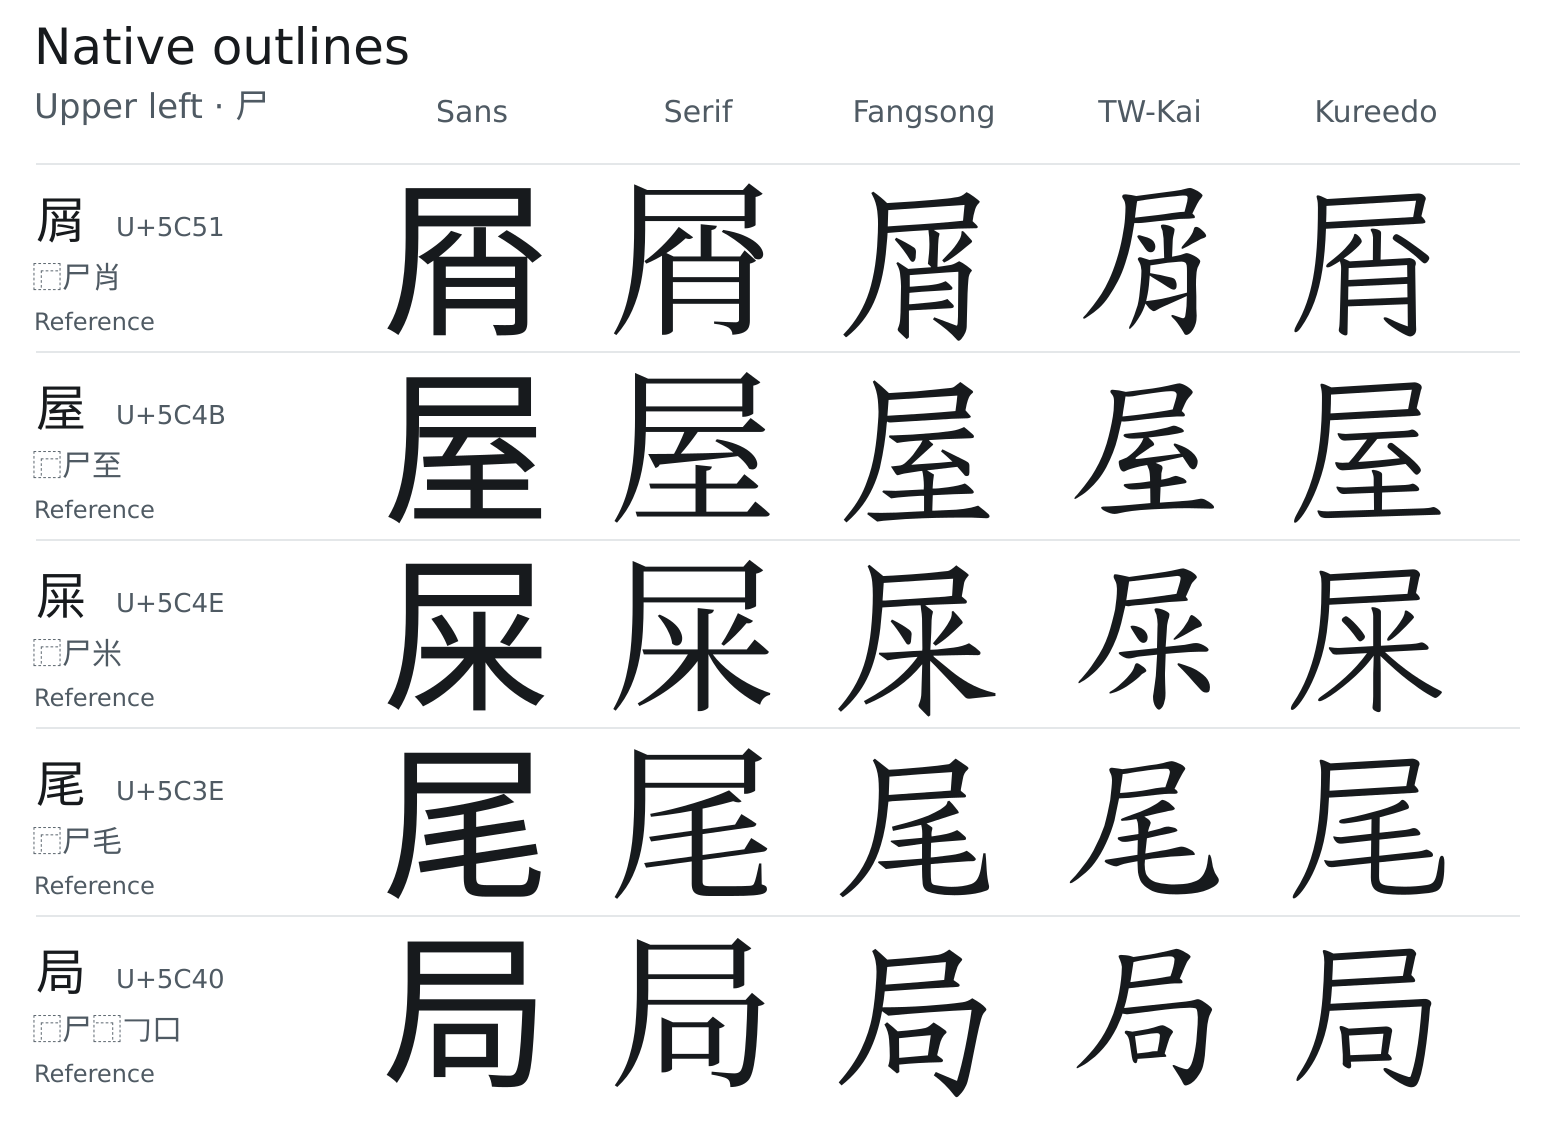 Native outlines
Upper left · 尸 Sans Serif Fangsong TW-Kai Kureedo
屑 U+5C51 屑 屑 屑 屑 屑
⿸尸肖
Reference
屋 U+5C4B 屋 屋 屋 屋 屋
⿸尸至
Reference
屎 U+5C4E 屎 屎 屎 屎 屎
⿸尸米
Reference
尾 U+5C3E 尾 尾 尾 尾 尾
⿸尸毛
Reference
局 U+5C40 局 局 局 局 局
⿸尸⿹𠃌口
Reference